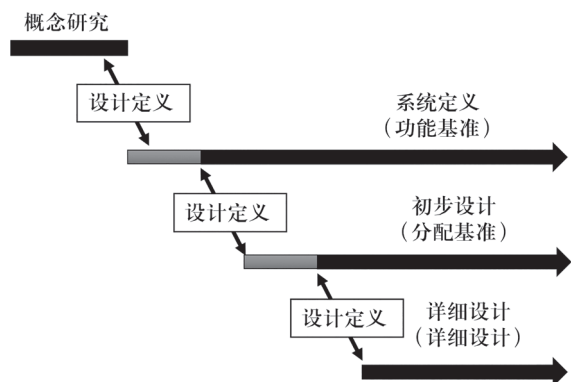 概念研究
设计定义
系统定义
（功能基准）
设计定义
初步设计
（分配基准）
设计定义
详细设计
（详细设计）